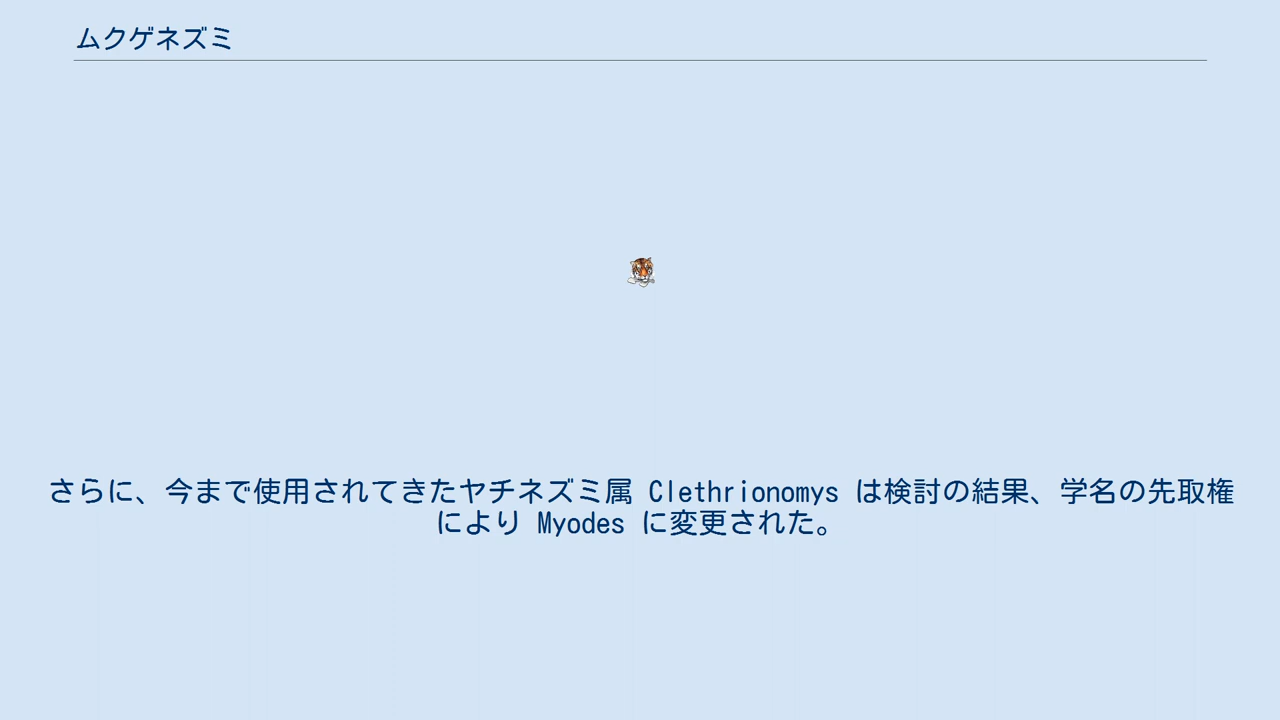 ムクゲネズミ
さらに、今まで使用されてきたヤチネズミ属 Clethrionomys は検討の結果、学名の先取権
により Myodes に変更された。